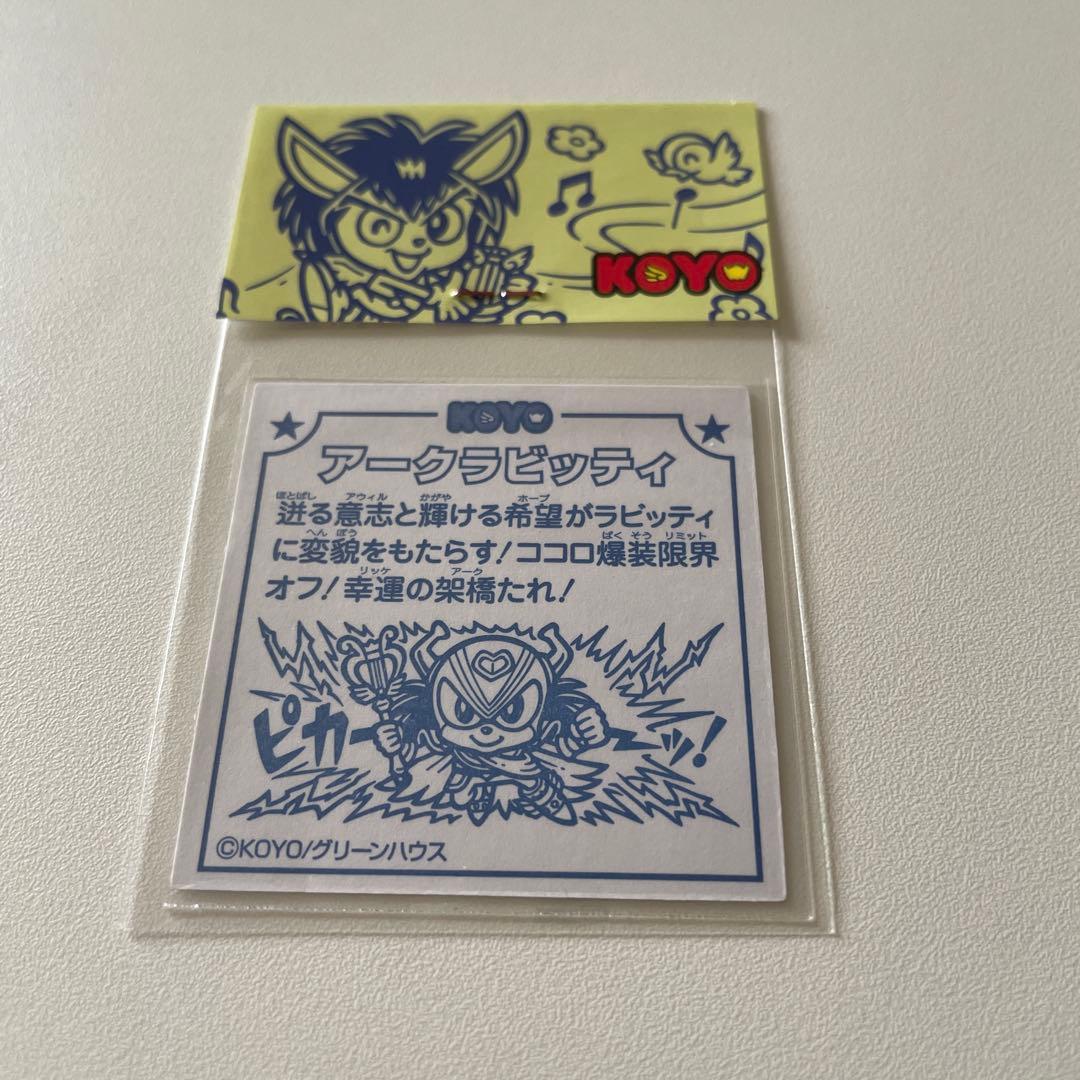 KOYO
KOYO
アークラビッティ
ほとばし アウィル かがや ホープ
迸る意志と輝ける希望がラビッティ
へん ぼう ばく そう リミット
に変貌をもたらす!ココロ爆装限界
リッケ アーク
オフ!幸運の架橋たれ!
ピカーッ!
©KOYO/グリーンハウス